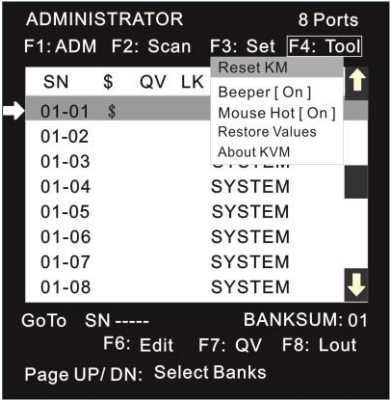 ADMINISTRATOR 8 Ports
F1: ADM F2: Scan F3: Set F4: Tool
SN $ QV LK
Reset KM
Beeper [ On ]
Mouse Hot [ On ]
Restore Values
About KVM
01-01 $
01-02
01-03
01-04 SYSTEM
01-05 SYSTEM
01-06 SYSTEM
01-07 SYSTEM
01-08 SYSTEM
GoTo SN ----- BANKSUM: 01
F6: Edit F7: QV F8: Lout
Page UP/ DN: Select Banks